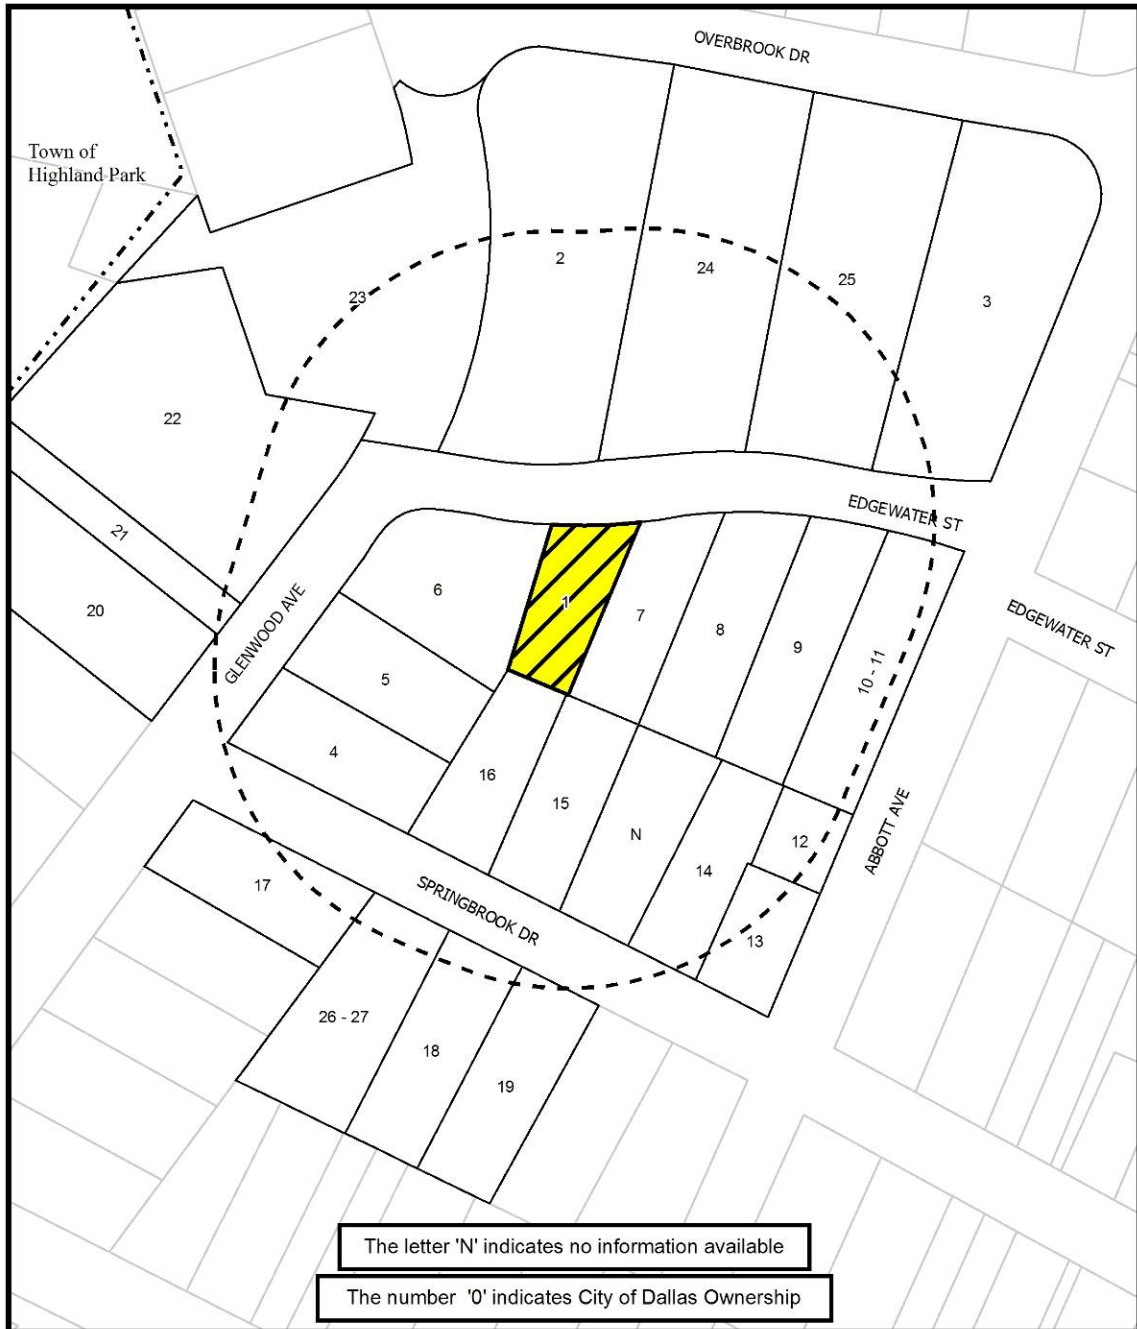 OVERBROOK DR
Town of
Highland Park
2
24
25
3
23
22
21
20
EDGEWATER ST
EDGEWATER ST
GLENWOOD AVE
6
1
7
8
9
10 - 11
5
4
16
15
N
14
12
13
ABBOTT AVE
SPRINGBROOK DR
17
26 - 27
18
19
The letter 'N' indicates no information available
The number '0' indicates City of Dallas Ownership